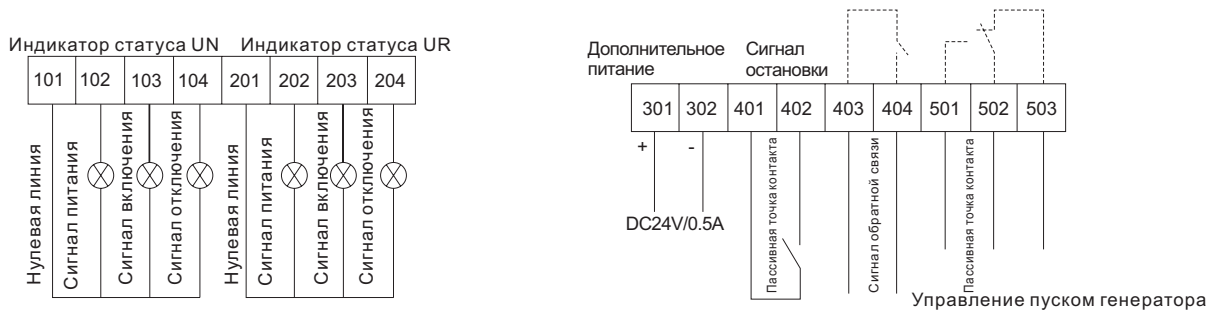 Индикатор статуса UN
Индикатор статуса UR
101 102 103 104 201 202 203 204
Нулевая линия
Сигнал питания
Сигнал включения
Сигнал отключения
Нулевая линия
Сигнал питания
Сигнал включения
Сигнал отключения
Дополнительное
питание
Сигнал
остановки
301 302 401 402 403 404 501 502 503
+ -
DC24V/0.5A
Пассивная точка контакта
Сигнал обратной связи
Пассивная точка контакта
Управление пуском генератора